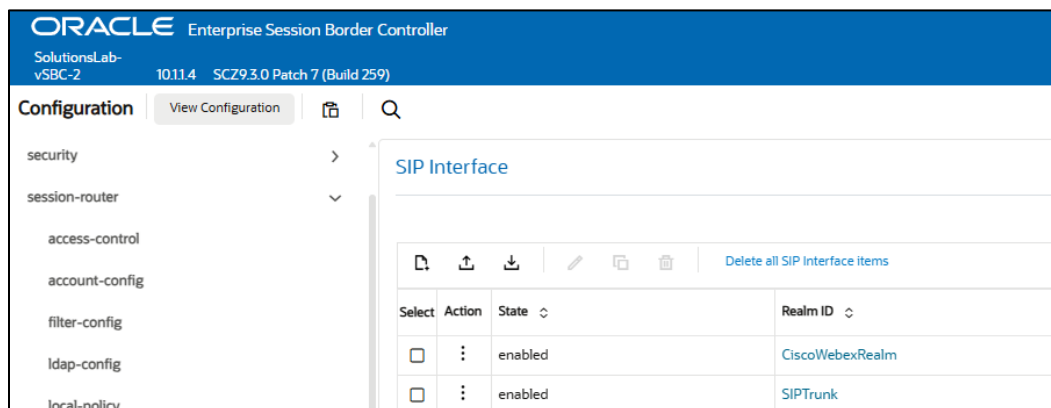 ORACLE Enterprise Session Border Controller
SolutionsLab-
vSBC-2 10.1.1.4 SCZ9.3.0 Patch 7 (Build 259)
Configuration View Configuration
security
session-router
access-control
account-config
filter-config
ldap-config
local-policy
SIP Interface
Delete all SIP Interface items
Select Action State Realm ID
enabled CiscoWebexRealm
enabled SIPTrunk